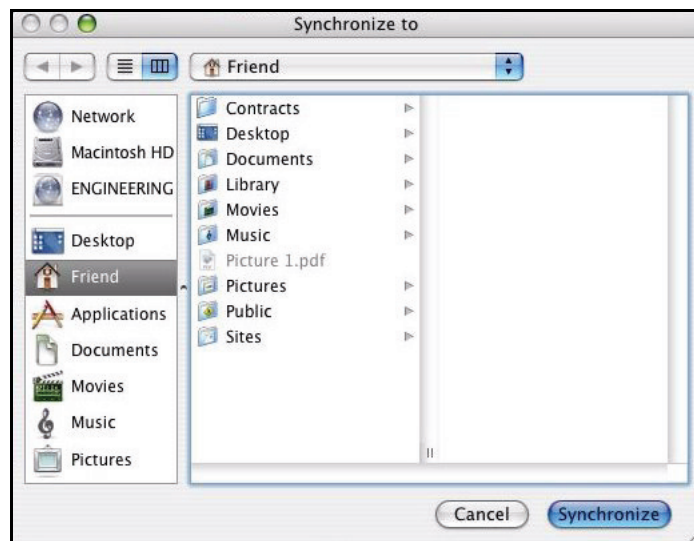 Synchronize to
Friend
Network
Macintosh HD
ENGINEERING
Desktop
Friend
Applications
Documents
Movies
Music
Pictures
Contracts
Desktop
Documents
Library
Movies
Music
Picture 1.pdf
Pictures
Public
Sites
Cancel
Synchronize